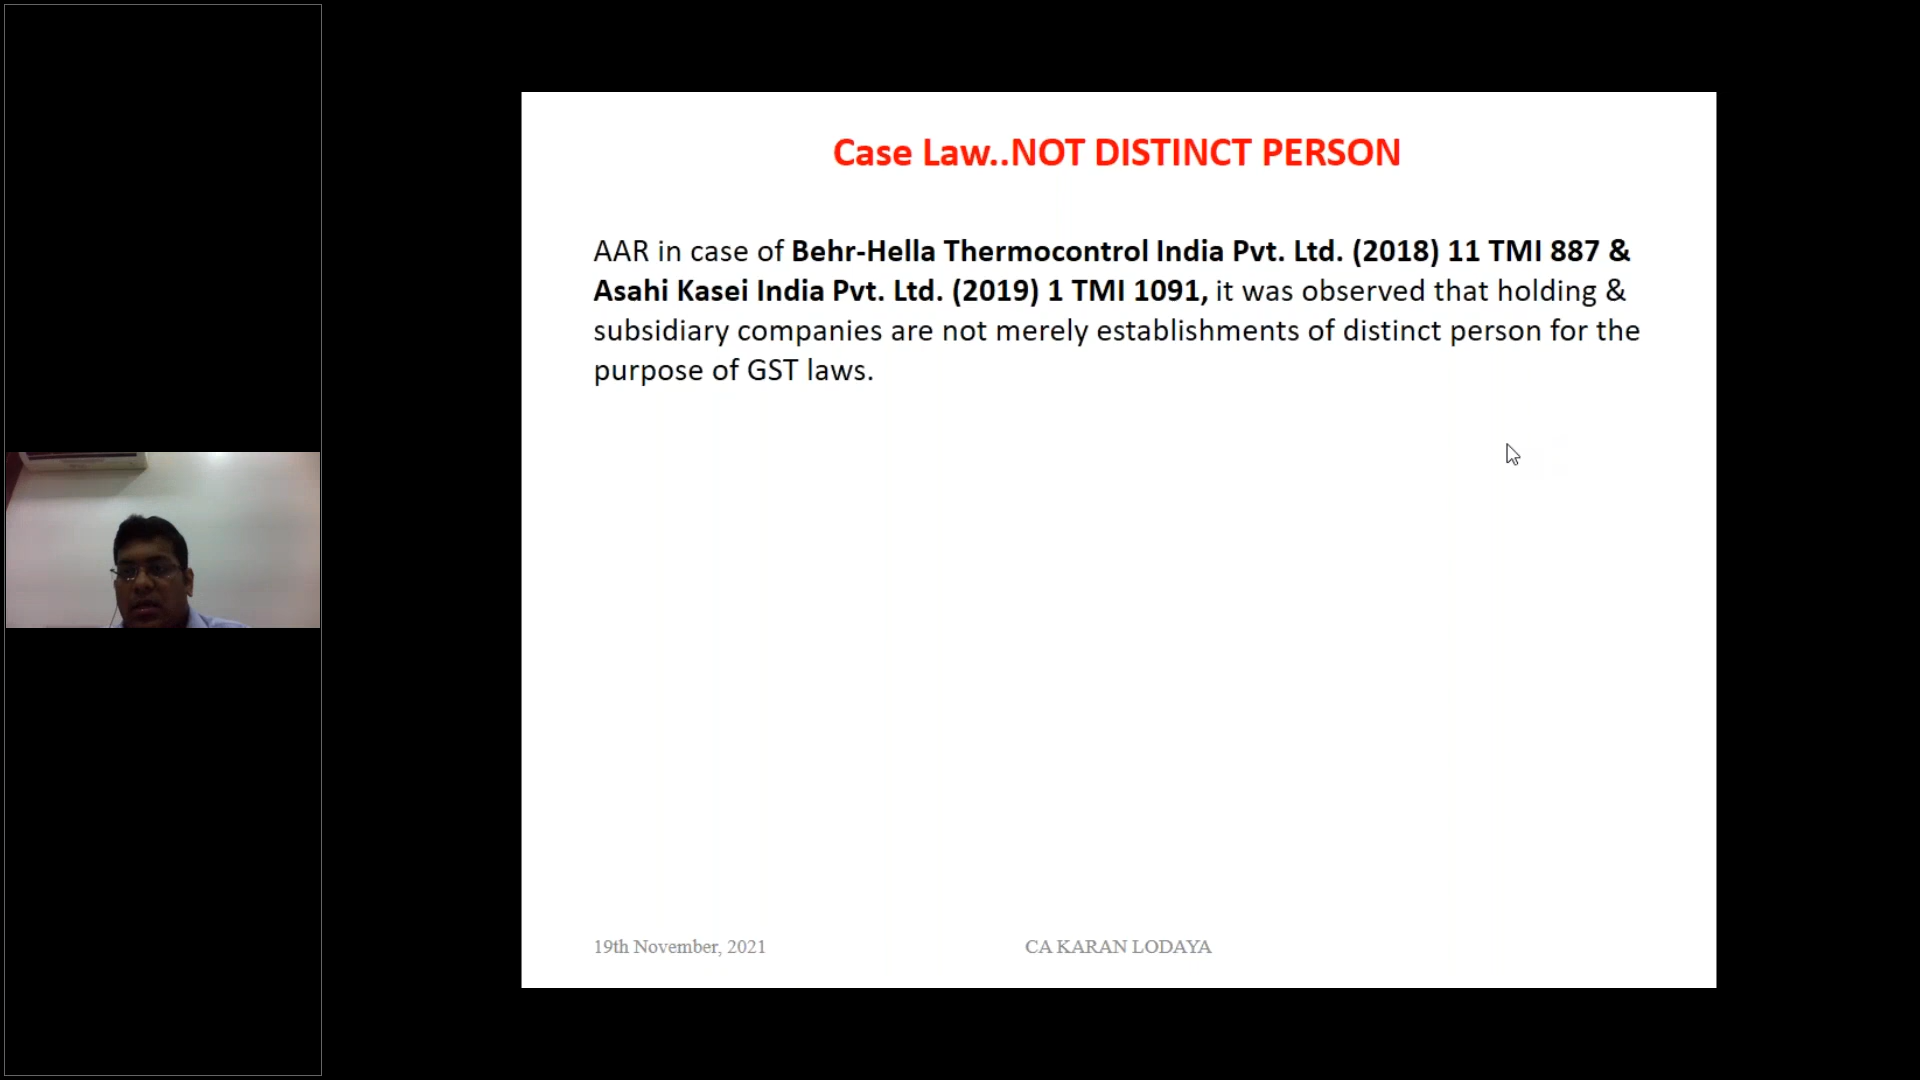 Case Law..NOT DISTINCT PERSON
AAR in case of Behr-Hella Thermocontrol India Pvt. Ltd. (2018) 11 TMI 887 &
Asahi Kasei India Pvt. Ltd. (2019) 1 TMI 1091, it was observed that holding &
subsidiary companies are not merely establishments of distinct person for the
purpose of GST laws.
19th November, 2021
CA KARAN LODAYA